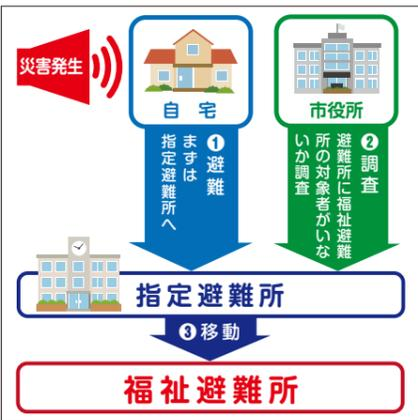 災害発生
自宅
市役所
❶避難
まずは
指定避難所へ
❷調査
避難所に福祉避難
所の対象者がいな
いか調査
指定避難所
❸移動
福祉避難所